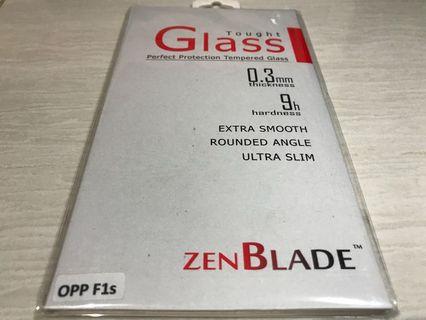 Tought
Glass
Perfect Protection Tempered Glass
0.3mm
thickness
9h
hardness
EXTRA SMOOTH
ROUNDED ANGLE
ULTRA SLIM
ZENBLADE™
OPP F1s